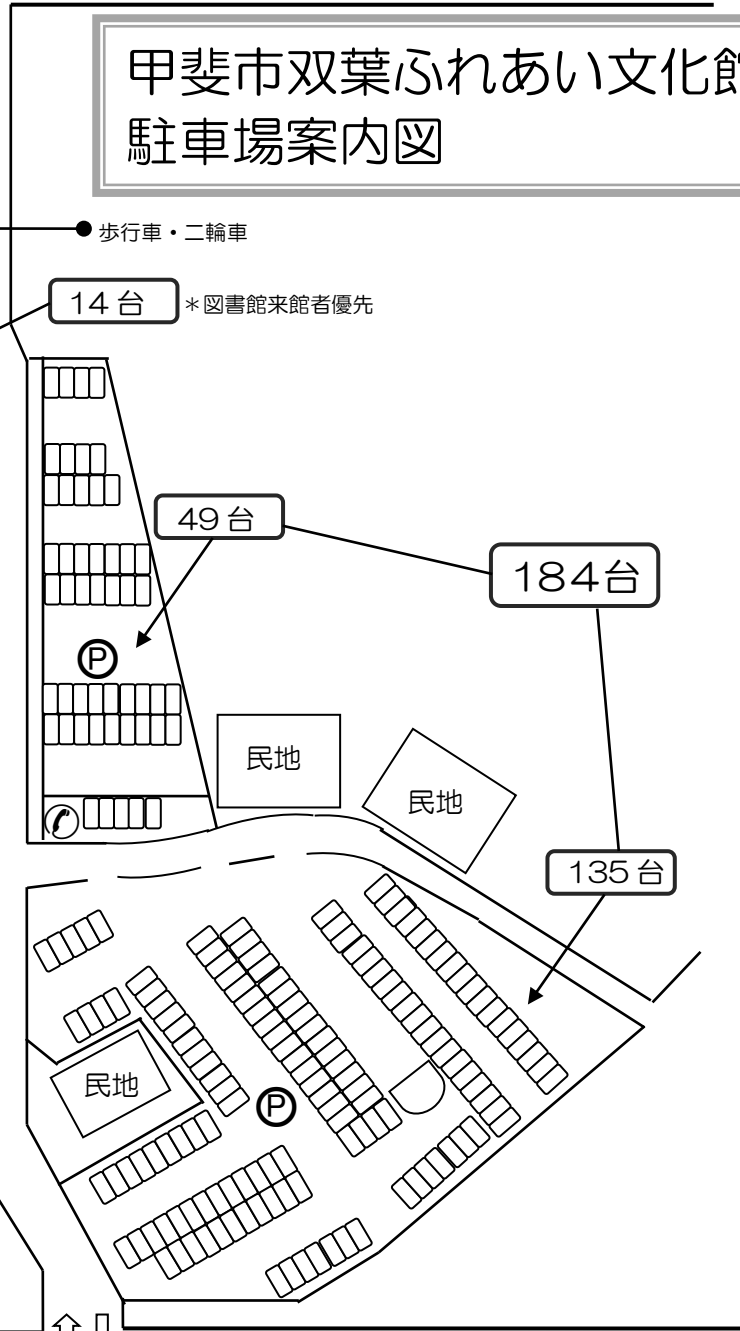 甲斐市双葉ふれあい文化館
駐車場案内図
歩行車・二輪車
14台
＊図書館来館者優先
49台
184台
P
民地
民地
135台
民地
P